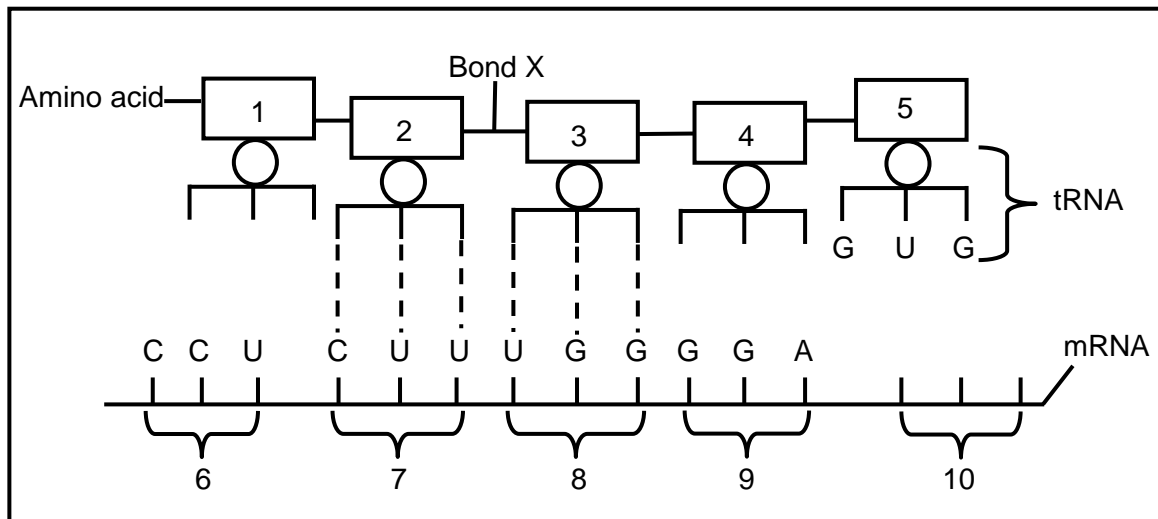 Bond X
Amino acid 1 2 3 4 5
tRNA
G U G
C C U C U U U G G G G A mRNA
6 7 8 9 10